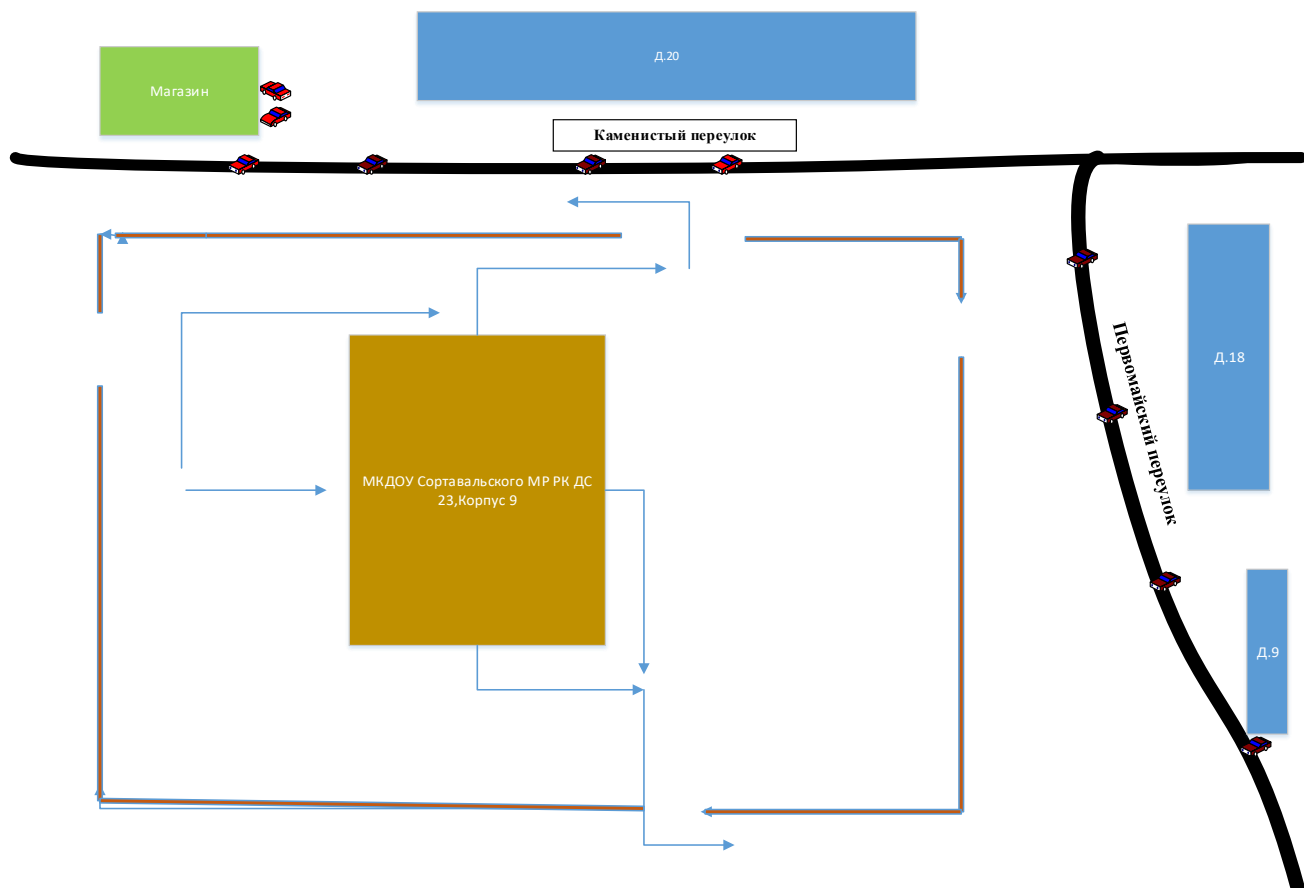 Д.20
Магазин
Каменистый переулок
Первомайский переулок
Д.18
МКДОУ Сортавальского МР РК ДС
23,Корпус 9
Д.9